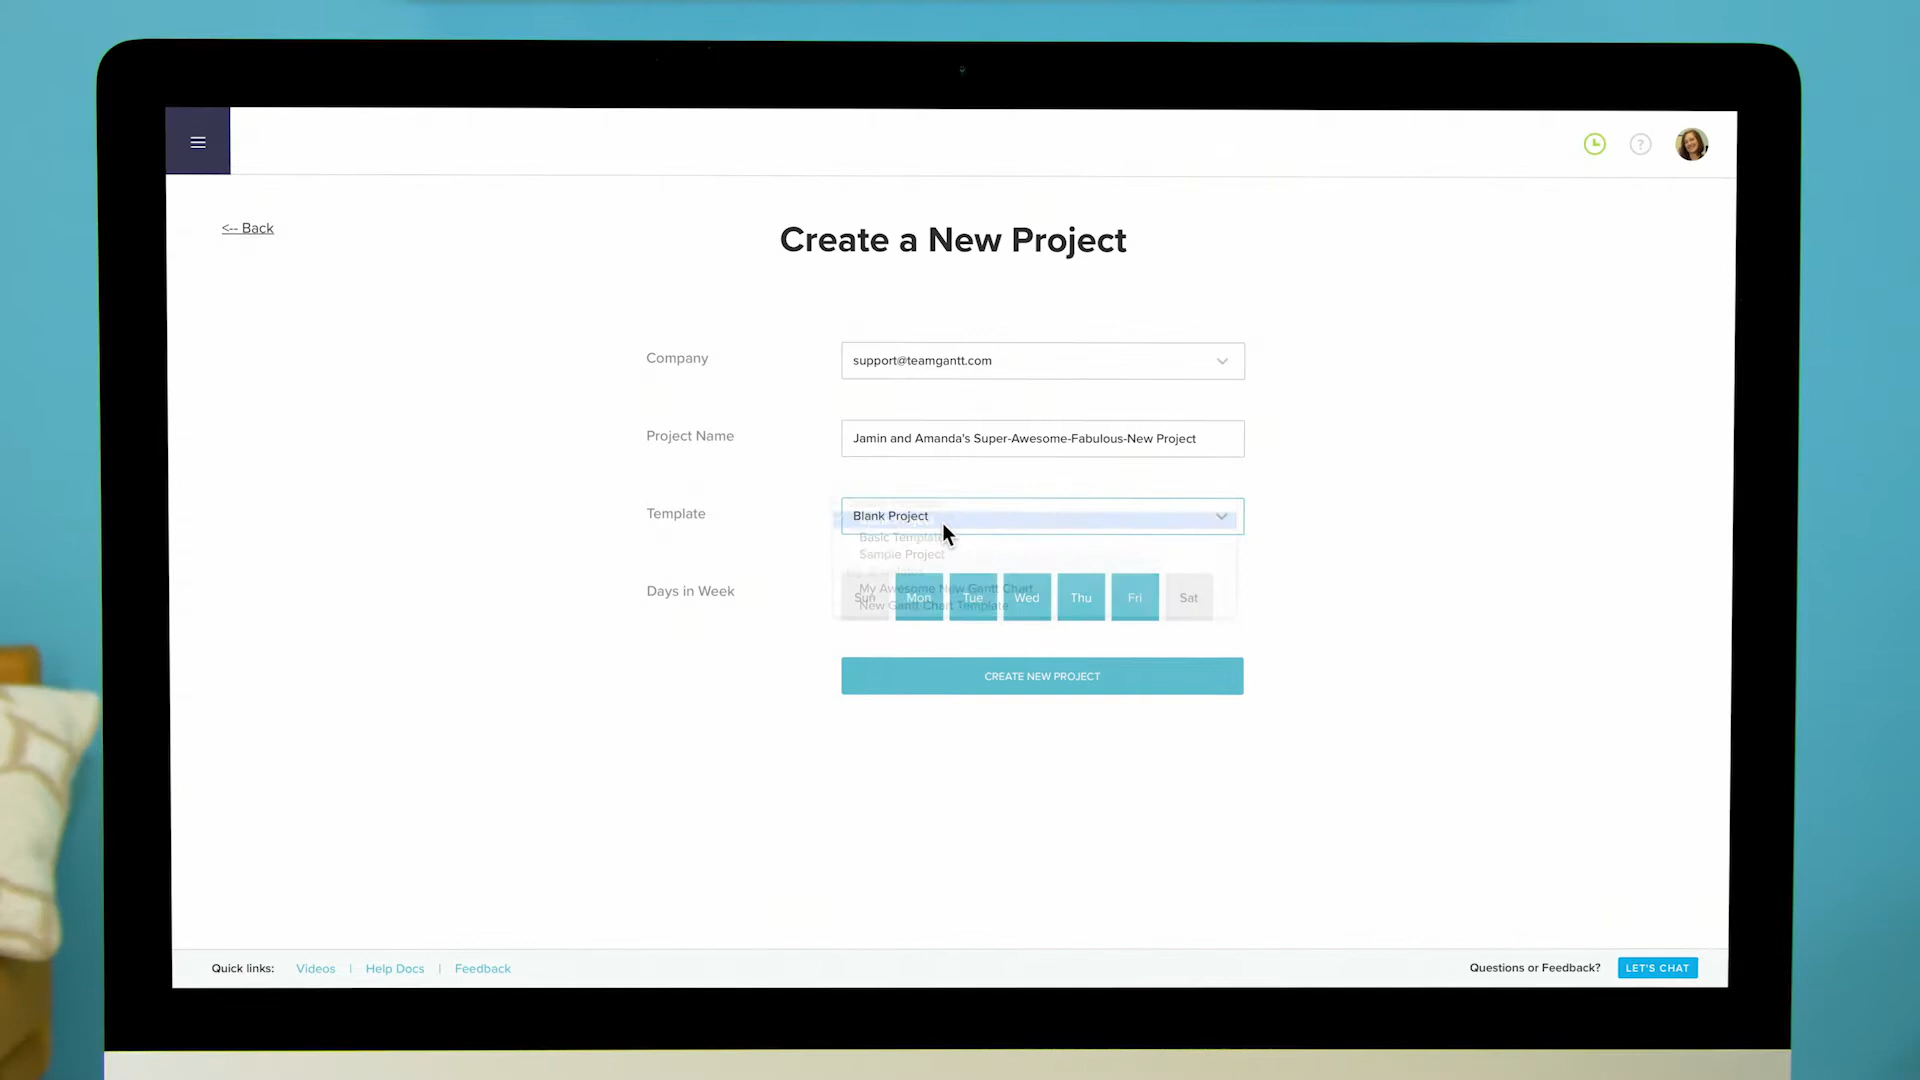 <-- Back
Create a New Project
Company
support@teamgantt.com
Project Name
Jamin and Amanda's Super-Awesome-Fabulous-New Project
Template
Blank Project
Basic Template
Sample Project
My Awesome New Gantt Chart
New Gantt Chart Template
Days in Week
Sun Mon Tue Wed Thu Fri Sat
CREATE NEW PROJECT
Quick links: Videos | Help Docs | Feedback
Questions or Feedback? LET'S CHAT
?